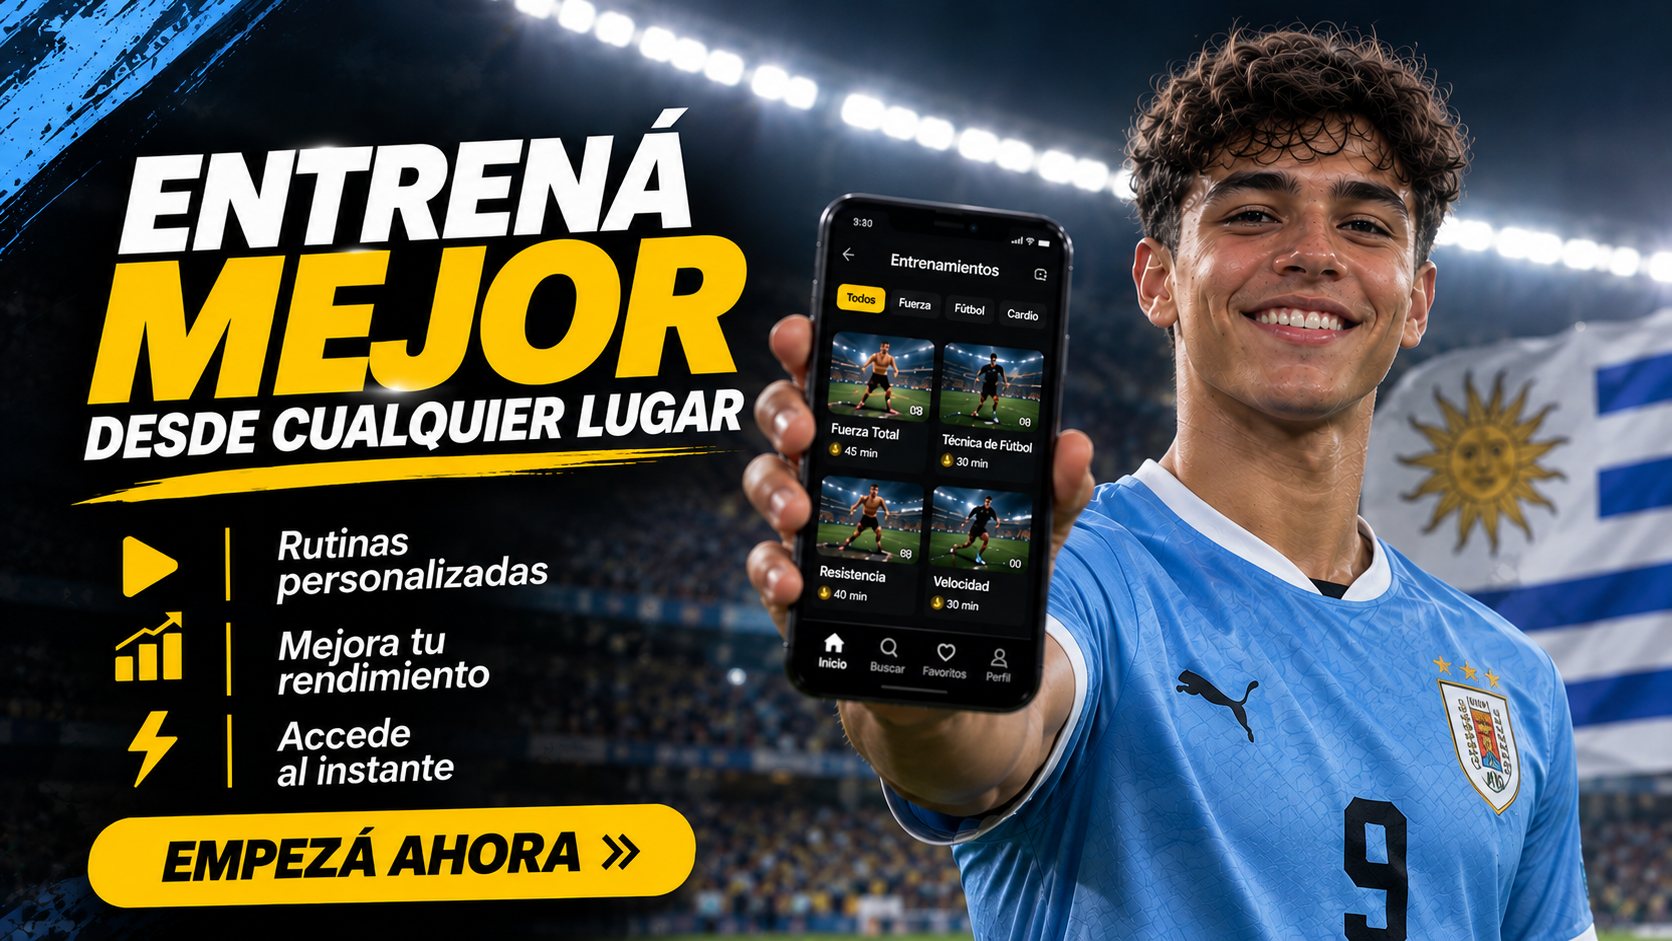 ENTRENÁ
MEJOR
DESDE CUALQUIER LUGAR
Rutinas
personalizadas
Mejora tu
rendimiento
Accede
al instante
EMPEZÁ AHORA
3:30
Entrenamientos
Todos
Fuerza
Fútbol
Cardio
Fuerza Total
45 min
Técnica de Fútbol
30 min
Resistencia
40 min
Velocidad
30 min
Inicio
Buscar
Favoritos
Perfil
9